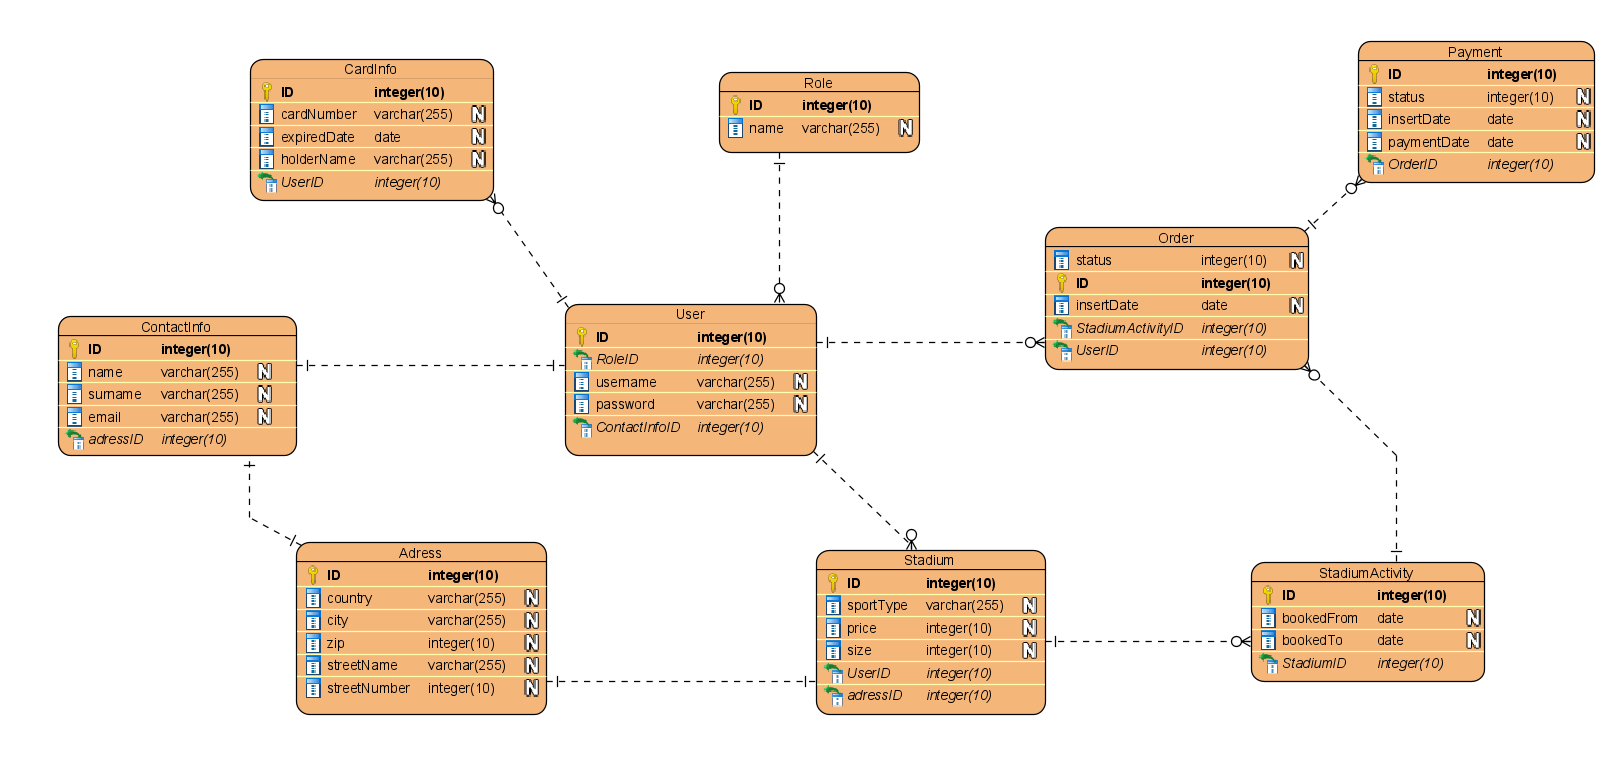 CardInfo
ID integer(10)
cardNumber varchar(255) N
expiredDate date N
holderName varchar(255) N
UserID integer(10)
Role
ID integer(10)
name varchar(255) N
Payment
ID integer(10)
status integer(10) N
insertDate date N
paymentDate date N
OrderID integer(10)
Order
status integer(10) N
ID integer(10)
insertDate date N
StadiumActivityID integer(10)
UserID integer(10)
ContactInfo
ID integer(10)
name varchar(255) N
surname varchar(255) N
email varchar(255) N
adressID integer(10)
User
ID integer(10)
RoleID integer(10)
username varchar(255) N
password varchar(255) N
ContactInfoID integer(10)
Adress
ID integer(10)
country varchar(255) N
city varchar(255) N
zip integer(10) N
streetName varchar(255) N
streetNumber integer(10) N
Stadium
ID integer(10)
sportType varchar(255) N
price integer(10) N
size integer(10) N
UserID integer(10)
adressID integer(10)
StadiumActivity
ID integer(10)
bookedFrom date N
bookedTo date N
StadiumID integer(10)